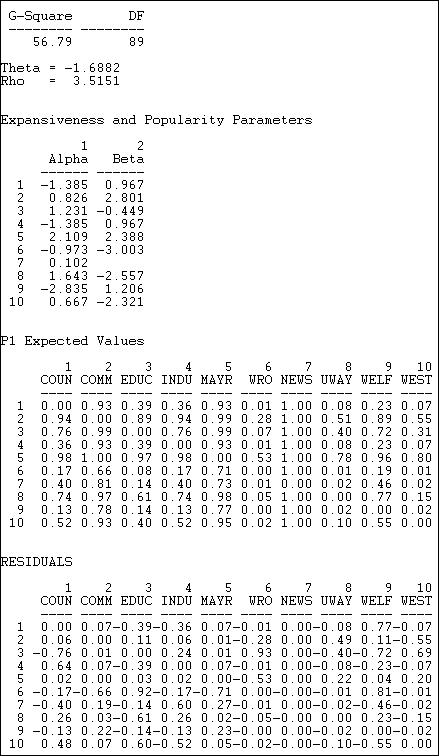 G-Square DF
-------- --------
56.79 89
Theta = -1.6882
Rho = 3.5151
Expansiveness and Popularity Parameters
1 2
Alpha Beta
------ ------
1 -1.385 0.967
2 0.826 2.801
3 1.231 -0.449
4 -1.385 0.967
5 2.109 2.388
6 -0.973 -3.003
7 0.102
8 1.643 -2.557
9 -2.835 1.206
10 0.667 -2.321
P1 Expected Values
1 2 3 4 5 6 7 8 9 10
COUN COMM EDUC INDU MAYR WRO NEWS UWAY WELF WEST
---- ---- ---- ---- ---- ---- ---- ---- ---- ----
1 0.00 0.93 0.39 0.36 0.93 0.01 1.00 0.08 0.23 0.07
2 0.94 0.00 0.89 0.94 0.99 0.28 1.00 0.51 0.89 0.55
3 0.76 0.99 0.00 0.76 0.99 0.07 1.00 0.40 0.72 0.31
4 0.36 0.93 0.39 0.00 0.93 0.01 1.00 0.08 0.23 0.07
5 0.98 1.00 0.97 0.98 0.00 0.53 1.00 0.78 0.96 0.80
6 0.17 0.66 0.08 0.17 0.71 0.00 1.00 0.01 0.19 0.01
7 0.40 0.81 0.14 0.40 0.73 0.01 0.00 0.02 0.46 0.02
8 0.74 0.97 0.61 0.74 0.98 0.05 1.00 0.00 0.77 0.15
9 0.13 0.78 0.14 0.13 0.77 0.00 1.00 0.02 0.00 0.02
10 0.52 0.93 0.40 0.52 0.95 0.02 1.00 0.10 0.55 0.00
RESIDUALS
1 2 3 4 5 6 7 8 9 10
COUN COMM EDUC INDU MAYR WRO NEWS UWAY WELF WEST
---- ---- ---- ---- ---- ---- ---- ---- ---- ----
1 0.00 0.07-0.39-0.36 0.07-0.01 0.00-0.08 0.77-0.07
2 0.06 0.00 0.11 0.06 0.01-0.28 0.00 0.49 0.11-0.55
3 -0.76 0.01 0.00 0.24 0.01 0.93 0.00-0.40-0.72 0.69
4 0.64 0.07-0.39 0.00 0.07-0.01 0.00-0.08-0.23-0.07
5 0.02 0.00 0.03 0.02 0.00-0.53 0.00 0.22 0.04 0.20
6 -0.17-0.66 0.92-0.17-0.71 0.00-0.00-0.01 0.81-0.01
7 -0.40 0.19-0.14 0.60 0.27-0.01 0.00-0.02-0.46-0.02
8 0.26 0.03-0.61 0.26 0.02-0.05-0.00 0.00 0.23-0.15
9 -0.13 0.22-0.14-0.13 0.23-0.00 0.00-0.02 0.00-0.02
10 0.48 0.07 0.60-0.52 0.05-0.02-0.00-0.10-0.55 0.00